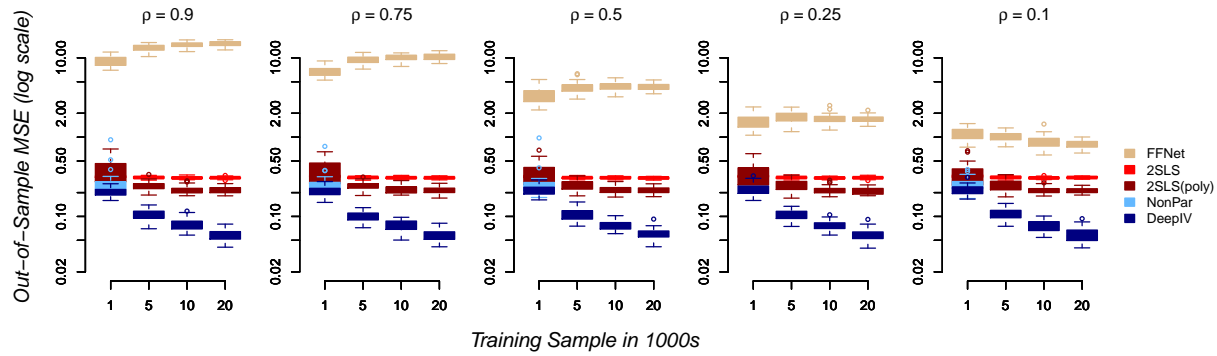 ρ = 0.9
ρ = 0.75
ρ = 0.5
ρ = 0.25
ρ = 0.1
Out-of-Sample MSE (log scale)
10.00
2.00
0.50
0.10
0.02
1 5 10 20
10.00
2.00
0.50
0.10
0.02
1 5 10 20
10.00
2.00
0.50
0.10
0.02
1 5 10 20
10.00
2.00
0.50
0.10
0.02
1 5 10 20
10.00
2.00
0.50
0.10
0.02
1 5 10 20
FFNet
2SLS
2SLS(poly)
NonPar
DeepIV
Training Sample in 1000s